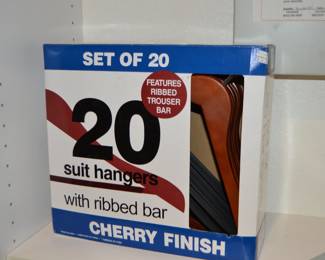 SET OF 20
FEATURES
RIBBED
TROUSER
BAR
20
suit hangers
with ribbed bar
CHERRY FINISH